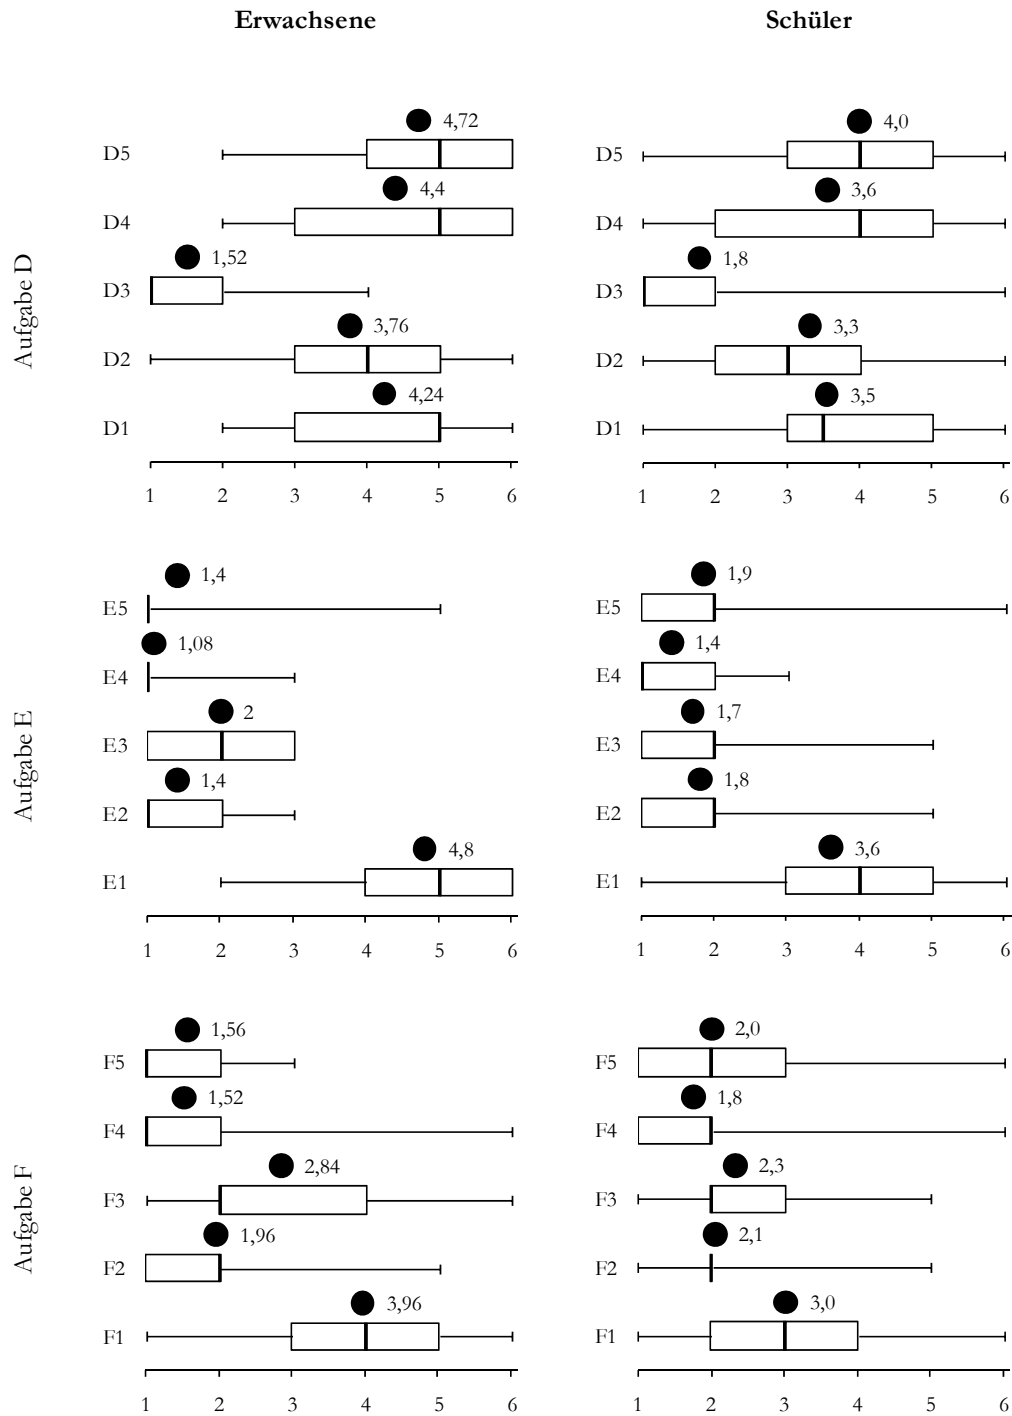 Erwachsene
Schüler
Aufgabe D
D5 4,72
D4 4,4
D3 1,52
D2 3,76
D1 4,24
1 2 3 4 5 6
D5 4,0
D4 3,6
D3 1,8
D2 3,3
D1 3,5
1 2 3 4 5 6
Aufgabe E
E5 1,4
E4 1,08
E3 2
E2 1,4
E1 4,8
1 2 3 4 5 6
E5 1,9
E4 1,4
E3 1,7
E2 1,8
E1 3,6
1 2 3 4 5 6
Aufgabe F
F5 1,56
F4 1,52
F3 2,84
F2 1,96
F1 3,96
1 2 3 4 5 6
F5 2,0
F4 1,8
F3 2,3
F2 2,1
F1 3,0
1 2 3 4 5 6